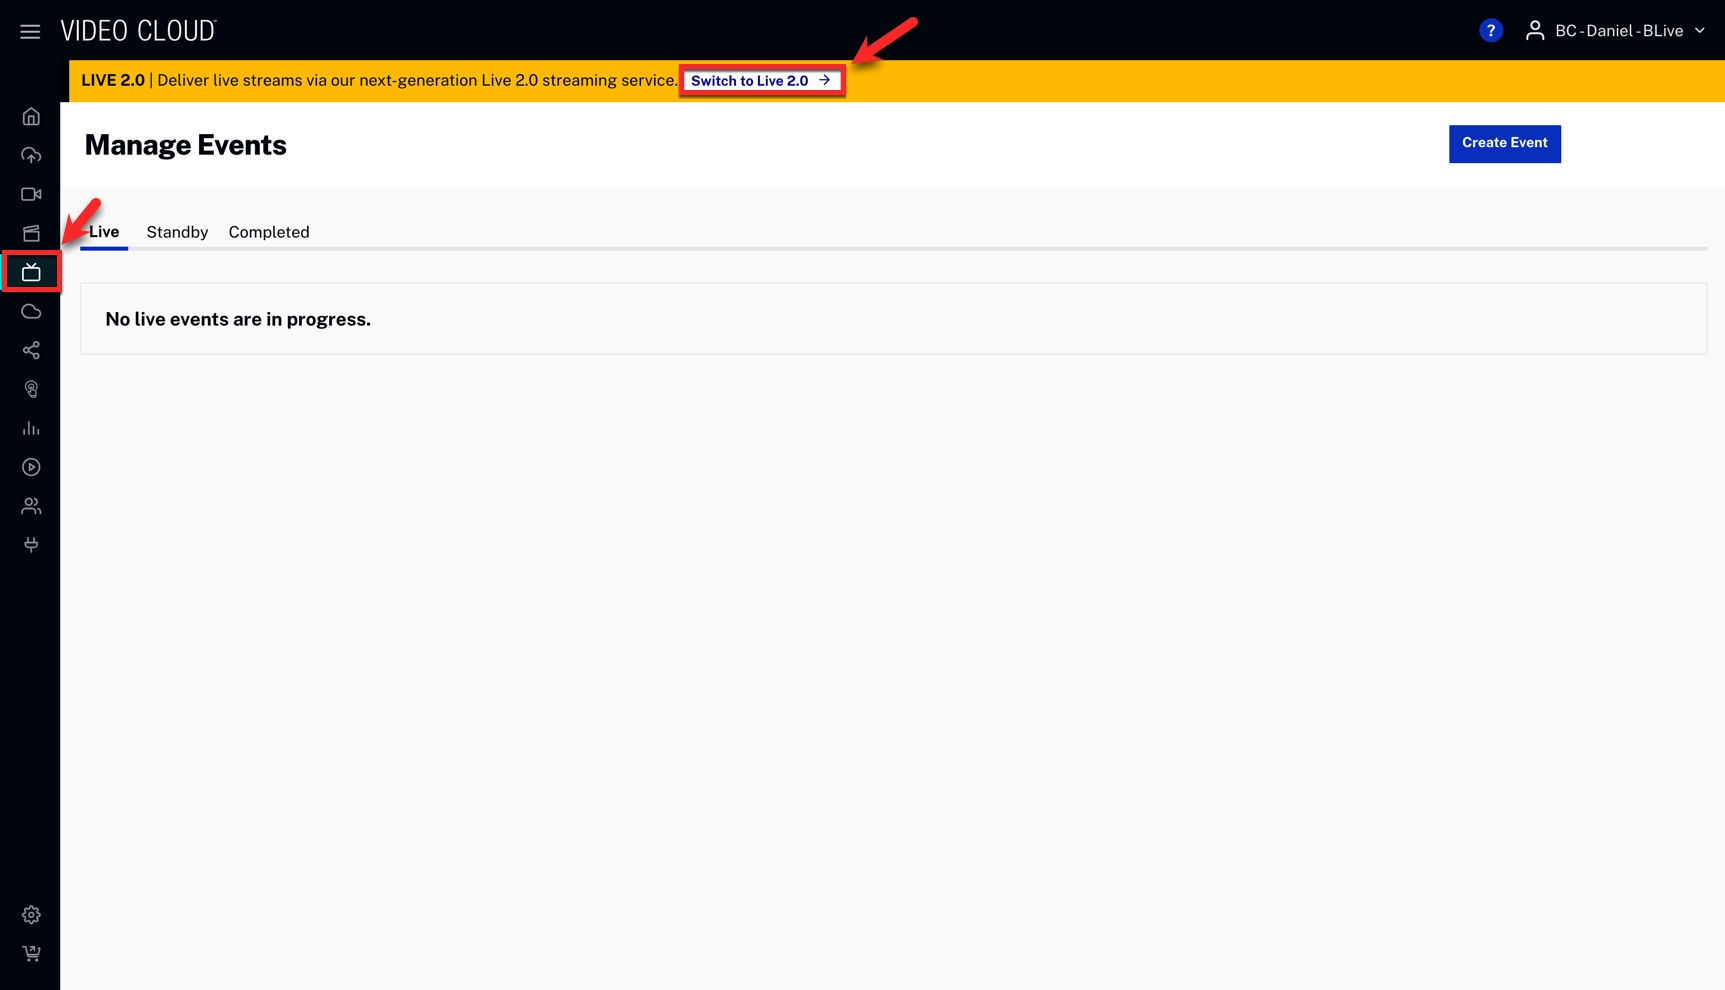 VIDEO CLOUD™
? BC - Daniel - BLive
LIVE 2.0 | Deliver live streams via our next-generation Live 2.0 streaming service. Switch to Live 2.0 →
Manage Events
Create Event
Live Standby Completed
No live events are in progress.